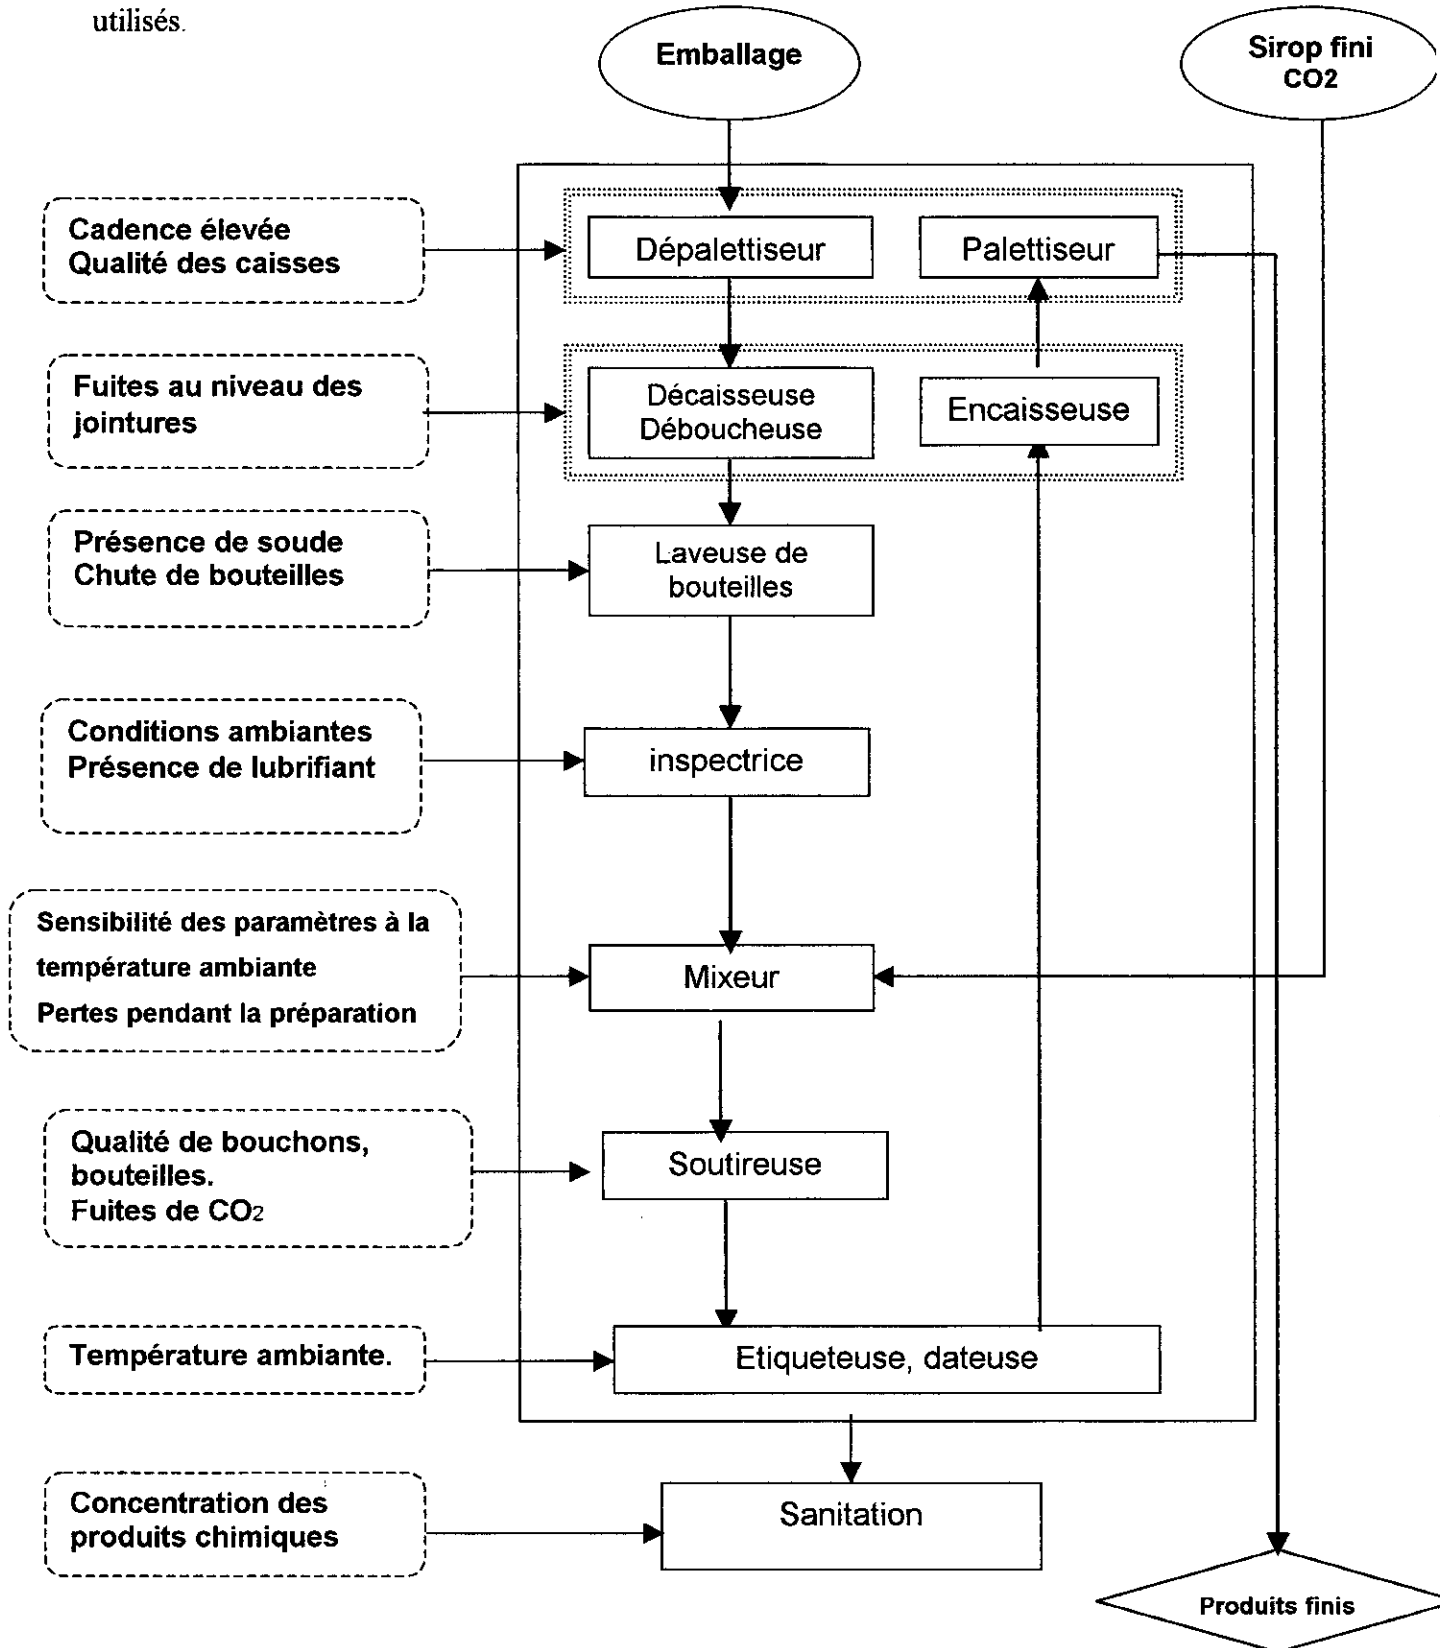 utilisés.
Emballage
Sirop fini
CO2
Cadence élevée
Qualité des caisses
Dépalettiseur
Palettiseur
Fuites au niveau des
jointures
Décaisseuse
Déboucheuse
Encaisseuse
Présence de soude
Chute de bouteilles
Laveuse de
bouteilles
Conditions ambiantes
Présence de lubrifiant
inspectrice
Sensibilité des paramètres à la
température ambiante
Pertes pendant la préparation
Mixeur
Qualité de bouchons,
bouteilles.
Fuites de CO2
Soutireuse
Température ambiante.
Etiqueteuse, dateuse
Concentration des
produits chimiques
Sanitation
Produits finis